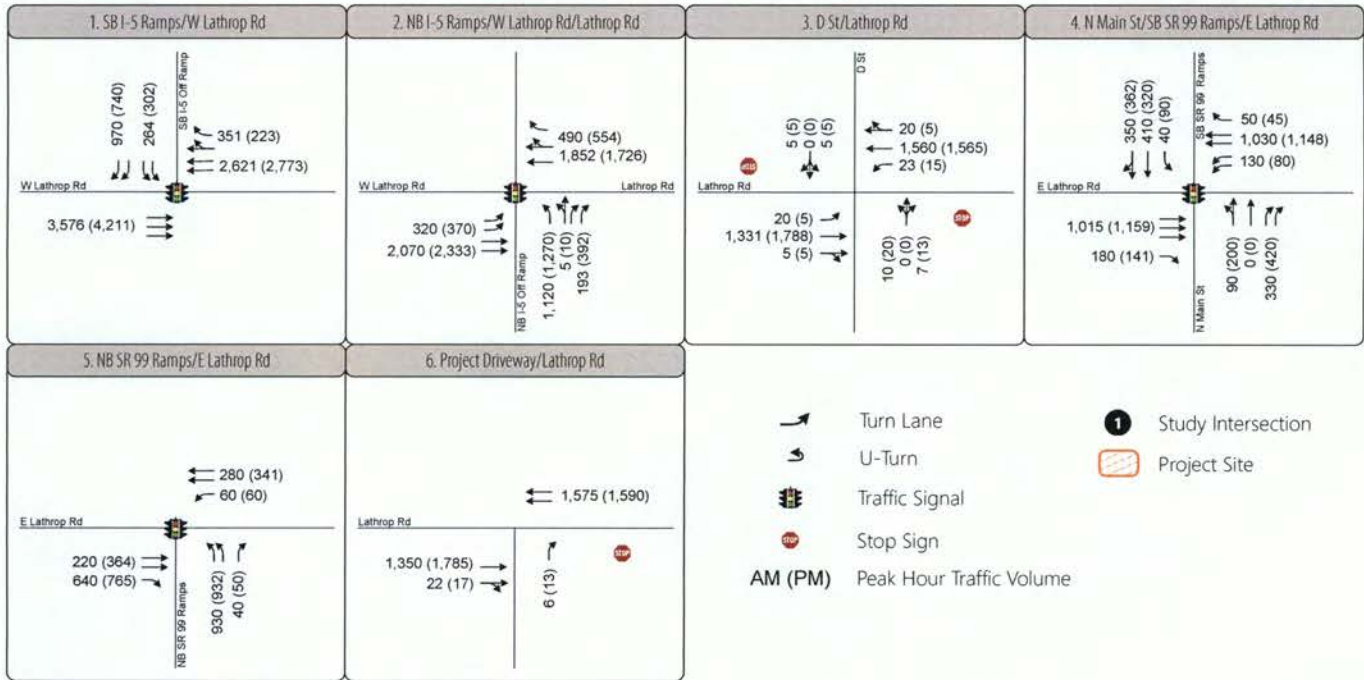 1. SB I-5 Ramps/W Lathrop Rd
970 (740)
264 (302)
SB I-5 Off Ramp
351 (223)
2,621 (2,773)
W Lathrop Rd
3,576 (4,211)
2. NB I-5 Ramps/W Lathrop Rd/Lathrop Rd
490 (554)
1,852 (1,726)
W Lathrop Rd
Lathrop Rd
320 (370)
2,070 (2,333)
NB I-5 Off Ramp
1,120 (1,270)
5 (10)
193 (392)
3. D St/Lathrop Rd
D St
5 (5)
0 (0)
5 (5)
20 (5)
1,560 (1,565)
23 (15)
STOP
Lathrop Rd
20 (5)
1,331 (1,788)
5 (5)
10 (20)
0 (0)
7 (13)
STOP
4. N Main St/SB SR 99 Ramps/E Lathrop Rd
350 (362)
410 (320)
40 (90)
SB SR 99 Ramps
50 (45)
1,030 (1,148)
130 (80)
E Lathrop Rd
1,015 (1,159)
180 (141)
N Main St
90 (200)
0 (0)
330 (420)
5. NB SR 99 Ramps/E Lathrop Rd
280 (341)
60 (60)
E Lathrop Rd
220 (364)
640 (765)
NB SR 99 Ramps
930 (932)
40 (50)
6. Project Driveway/Lathrop Rd
1,575 (1,590)
Lathrop Rd
1,350 (1,785)
22 (17)
6 (13)
STOP
Turn Lane
U-Turn
Traffic Signal
STOP
Stop Sign
AM (PM) Peak Hour Traffic Volume
1 Study Intersection
Project Site